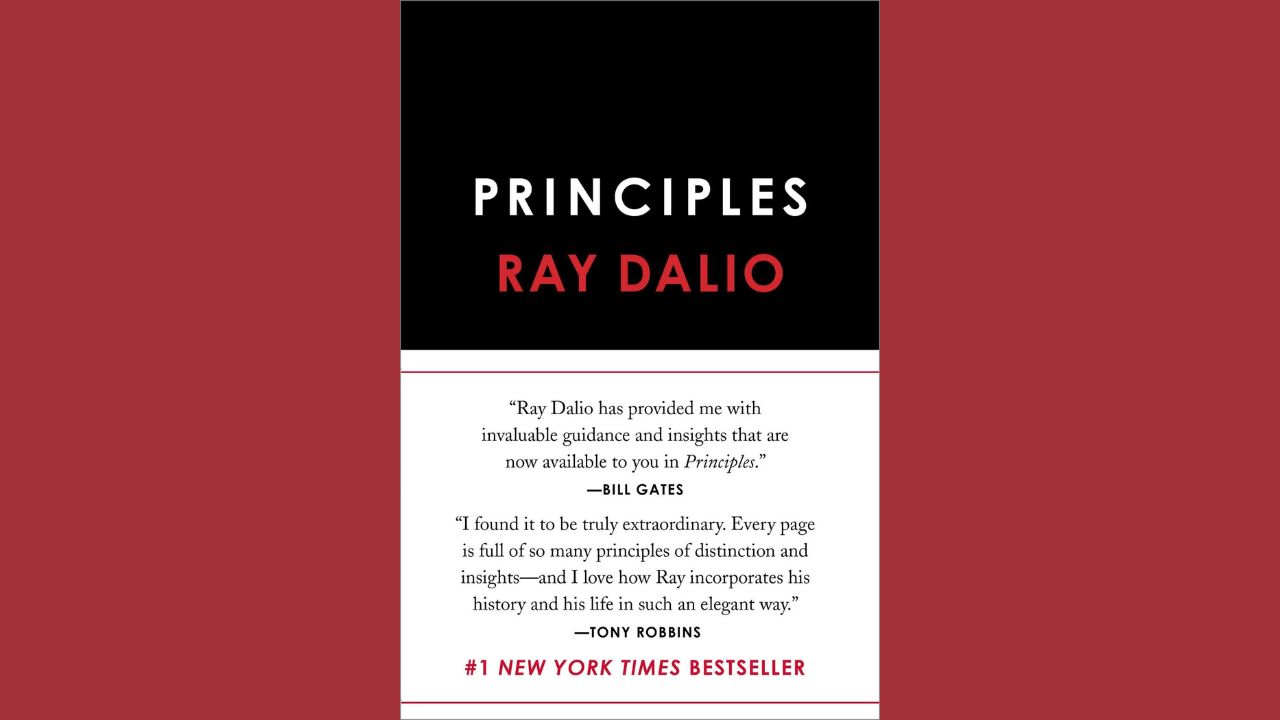 PRINCIPLES
RAY DALIO
“Ray Dalio has provided me with
invaluable guidance and insights that are
now available to you in Principles.”
—BILL GATES
“I found it to be truly extraordinary. Every page
is full of so many principles of distinction and
insights—and I love how Ray incorporates his
history and his life in such an elegant way.”
—TONY ROBBINS
#1 NEW YORK TIMES BESTSELLER